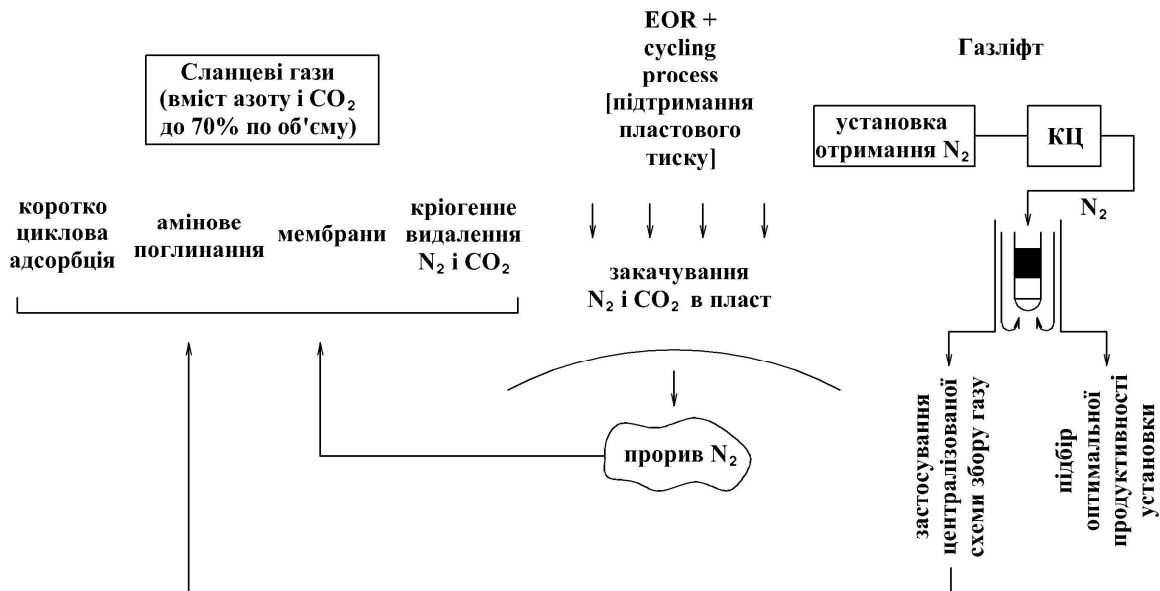 Сланцеві гази
(вміст азоту і CO₂
до 70% по об'єму)
коротко
циклова
адсорбція
амінове
поглинання
мембрани
кріогенне
видалення
N₂ і CO₂
EOR +
cycling
process
[підтримання
пластового
тиску]
закачування
N₂ і CO₂ в пласт
прорив N₂
Газліфт
установка
отримання N₂
КЦ
N₂
застосування
централізованої
схеми збору газу
підбір
оптимальної
продуктивності
установки